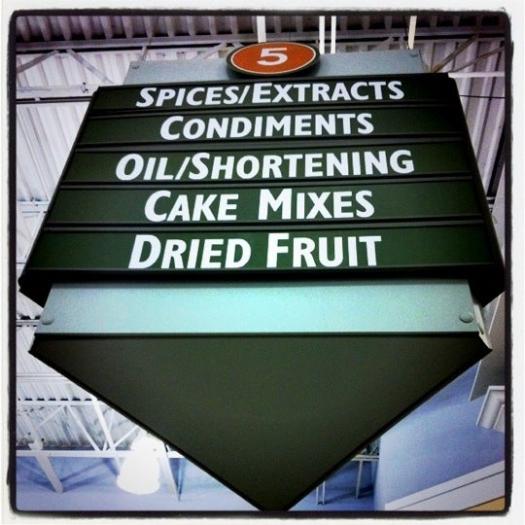 5
SPICES/EXTRACTS
CONDIMENTS
OIL/SHORTENING
CAKE MIXES
DRIED FRUIT